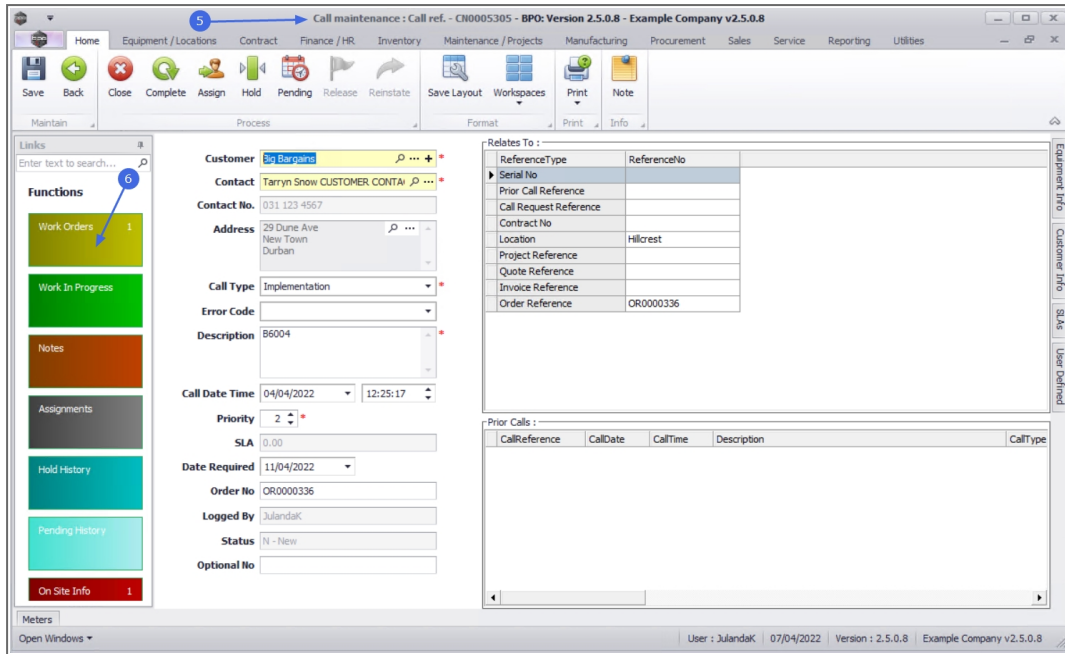 5
Call maintenance : Call ref. - CN0005305 - BPO: Version 2.5.0.8 - Example Company v2.5.0.8
Home Equipment / Locations Contract Finance / HR Inventory Maintenance / Projects Manufacturing Procurement Sales Service Reporting Utilities
Save Back Close Complete Assign Hold Pending Release Reinstate Save Layout Workspaces Print Note
Maintain Process Format Print Info
Links
Enter text to search...
6
Functions
Work Orders 1
Work In Progress
Notes
Assignments
Hold History
Pending History
On Site Info 1
Customer Big Bargains
Contact Tarryn Snow CUSTOMER CONTA
Contact No. 031 123 4567
Address 29 Dune Ave
New Town
Durban
Call Type Implementation
Error Code
Description B6004
Call Date Time 04/04/2022 12:25:17
Priority 2
SLA 0.00
Date Required 11/04/2022
Order No OR0000336
Logged By JulandaK
Status N - New
Optional No
Relates To :
ReferenceType ReferenceNo
Serial No
Prior Call Reference
Call Request Reference
Contract No
Location Hillcrest
Project Reference
Quote Reference
Invoice Reference
Order Reference OR0000336
Prior Calls :
CallReference CallDate CallTime Description CallType
Equipment Info
Customer Info
SLAs
User Defined
Meters
Open Windows User : JulandaK 07/04/2022 Version : 2.5.0.8 Example Company v2.5.0.8